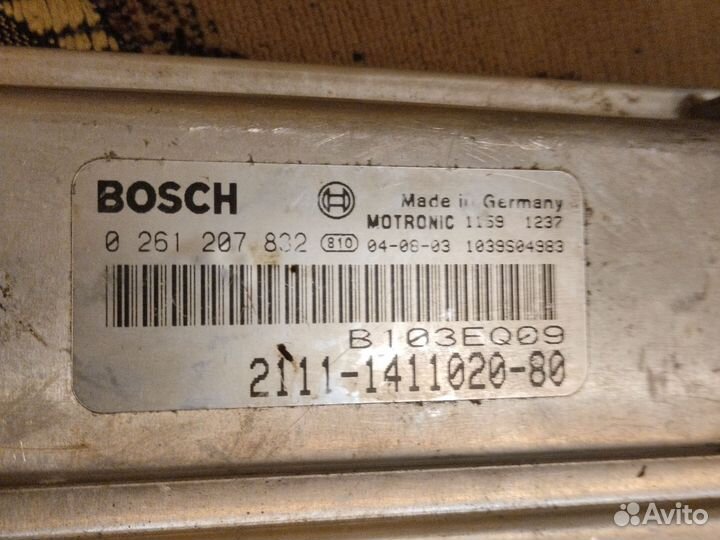 BOSCH
Made in Germany
MOTRONIC 1159 1237
0 261 207 832 810 04-06-03 1039S04983
B103EQ09
2111-1411020-80
Avito